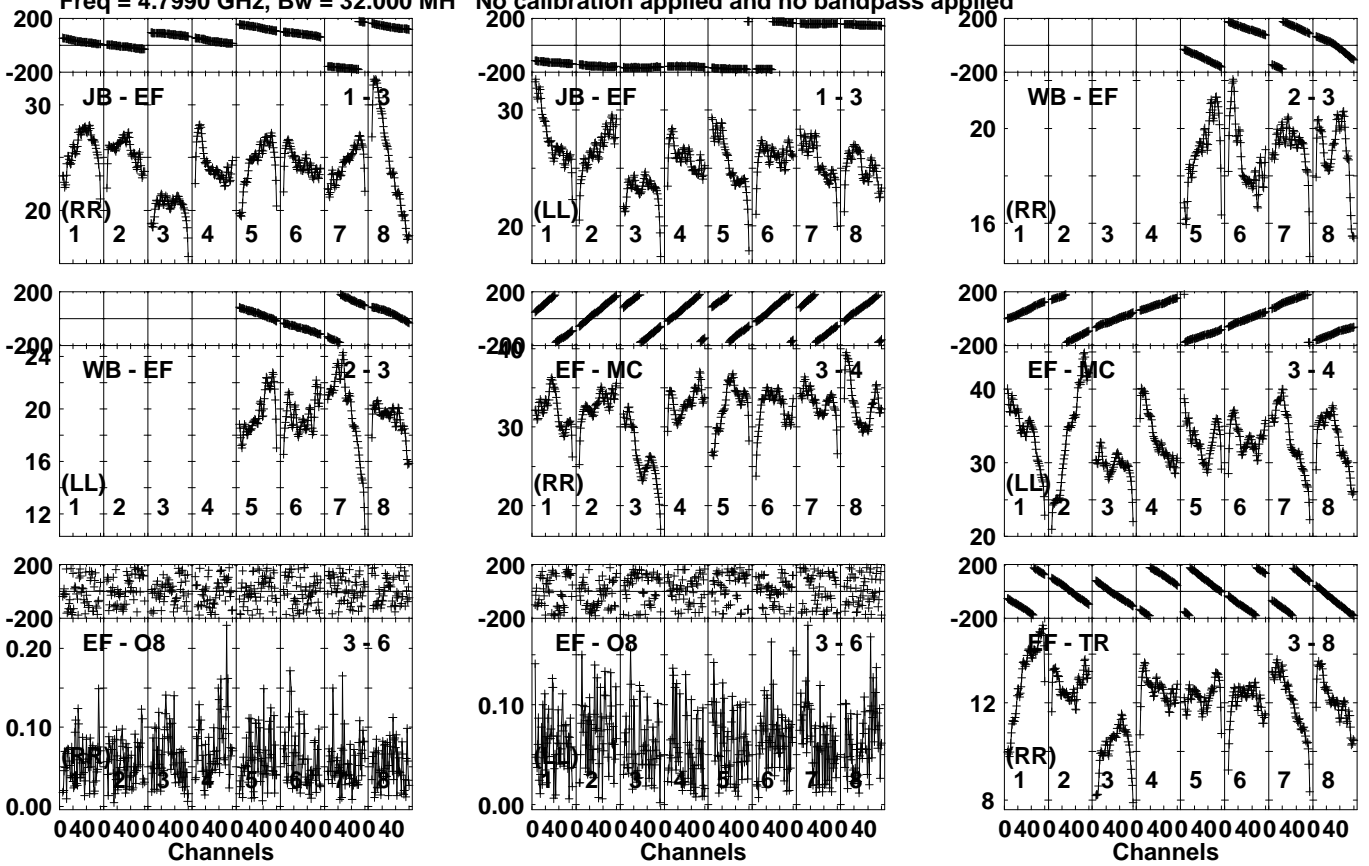 Freq = 4.7990 GHz, Bw = 32.000 MH No calibration applied and no bandpass applied
200 200 200
-200 -200 -200
JB - EF 1 - 3 JB - EF 1 - 3 WB - EF 2 - 3
30 30 20
20 20 16
(RR) (LL) (RR)
1 2 3 4 5 6 7 8 1 2 3 4 5 6 7 8 1 2 3 4 5 6 7 8
200 200 200
-200 -200 -200
24 40
WB - EF 2 - 3 EF - MC 3 - 4 EF - MC 3 - 4
20 30 40
16 30
(LL) (RR) (LL)
1 2 3 4 5 6 7 8 1 2 3 4 5 6 7 8 1 2 3 4 5 6 7 8
12 20 20
200 200 200
-200 -200 -200
EF - O8 3 - 6 EF - O8 3 - 6 EF - TR 3 - 8
0.20 0.10 12
0.10
(RR) (LL) (RR)
1 2 3 4 5 6 7 8 1 2 3 4 5 6 7 8 1 2 3 4 5 6 7 8
0.00 0.00 8
0 40 0 40 0 40 0 40 0 40 0 40 0 40 0 40 0 40 0 40 0 40 0 40 0 40 0 40 0 40 0 40 0 40 0 40 0 40 0 40 0 40 0 40 0 40 0 40
Channels Channels Channels